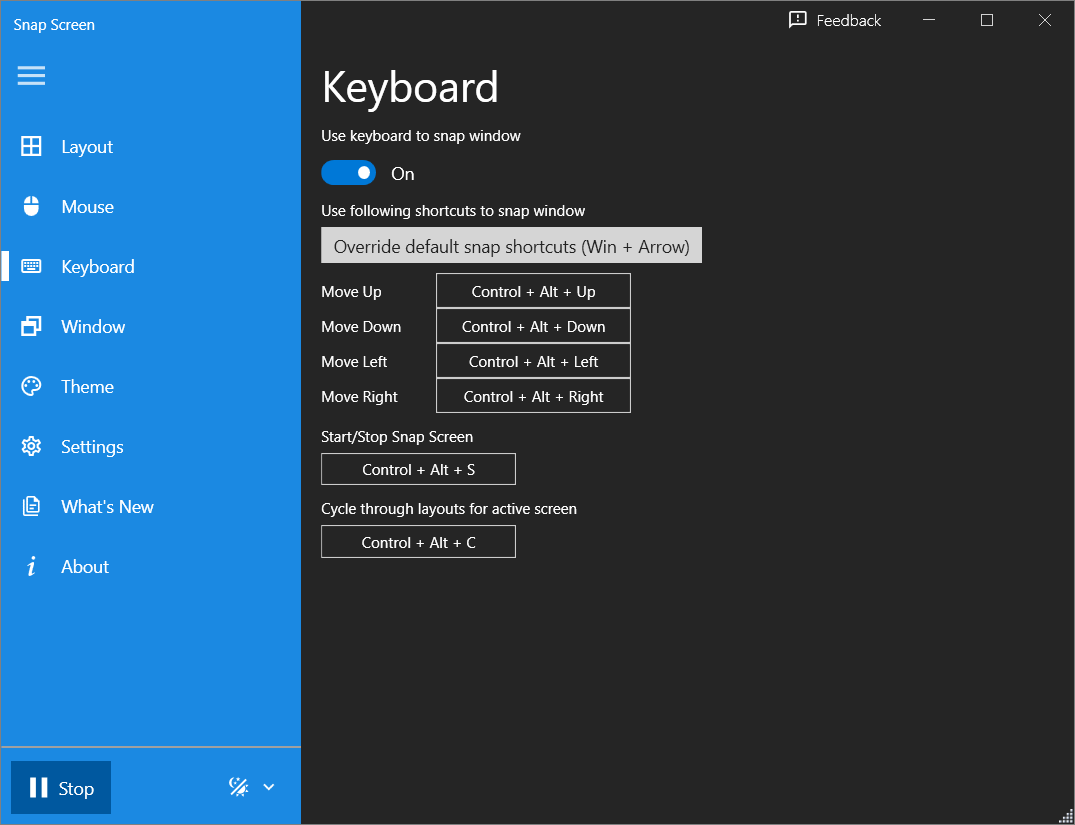 Snap Screen
Feedback
Layout
Mouse
Keyboard
Window
Theme
Settings
What's New
About
Stop
Keyboard
Use keyboard to snap window
On
Use following shortcuts to snap window
Override default snap shortcuts (Win + Arrow)
Move Up Control + Alt + Up
Move Down Control + Alt + Down
Move Left Control + Alt + Left
Move Right Control + Alt + Right
Start/Stop Snap Screen
Control + Alt + S
Cycle through layouts for active screen
Control + Alt + C